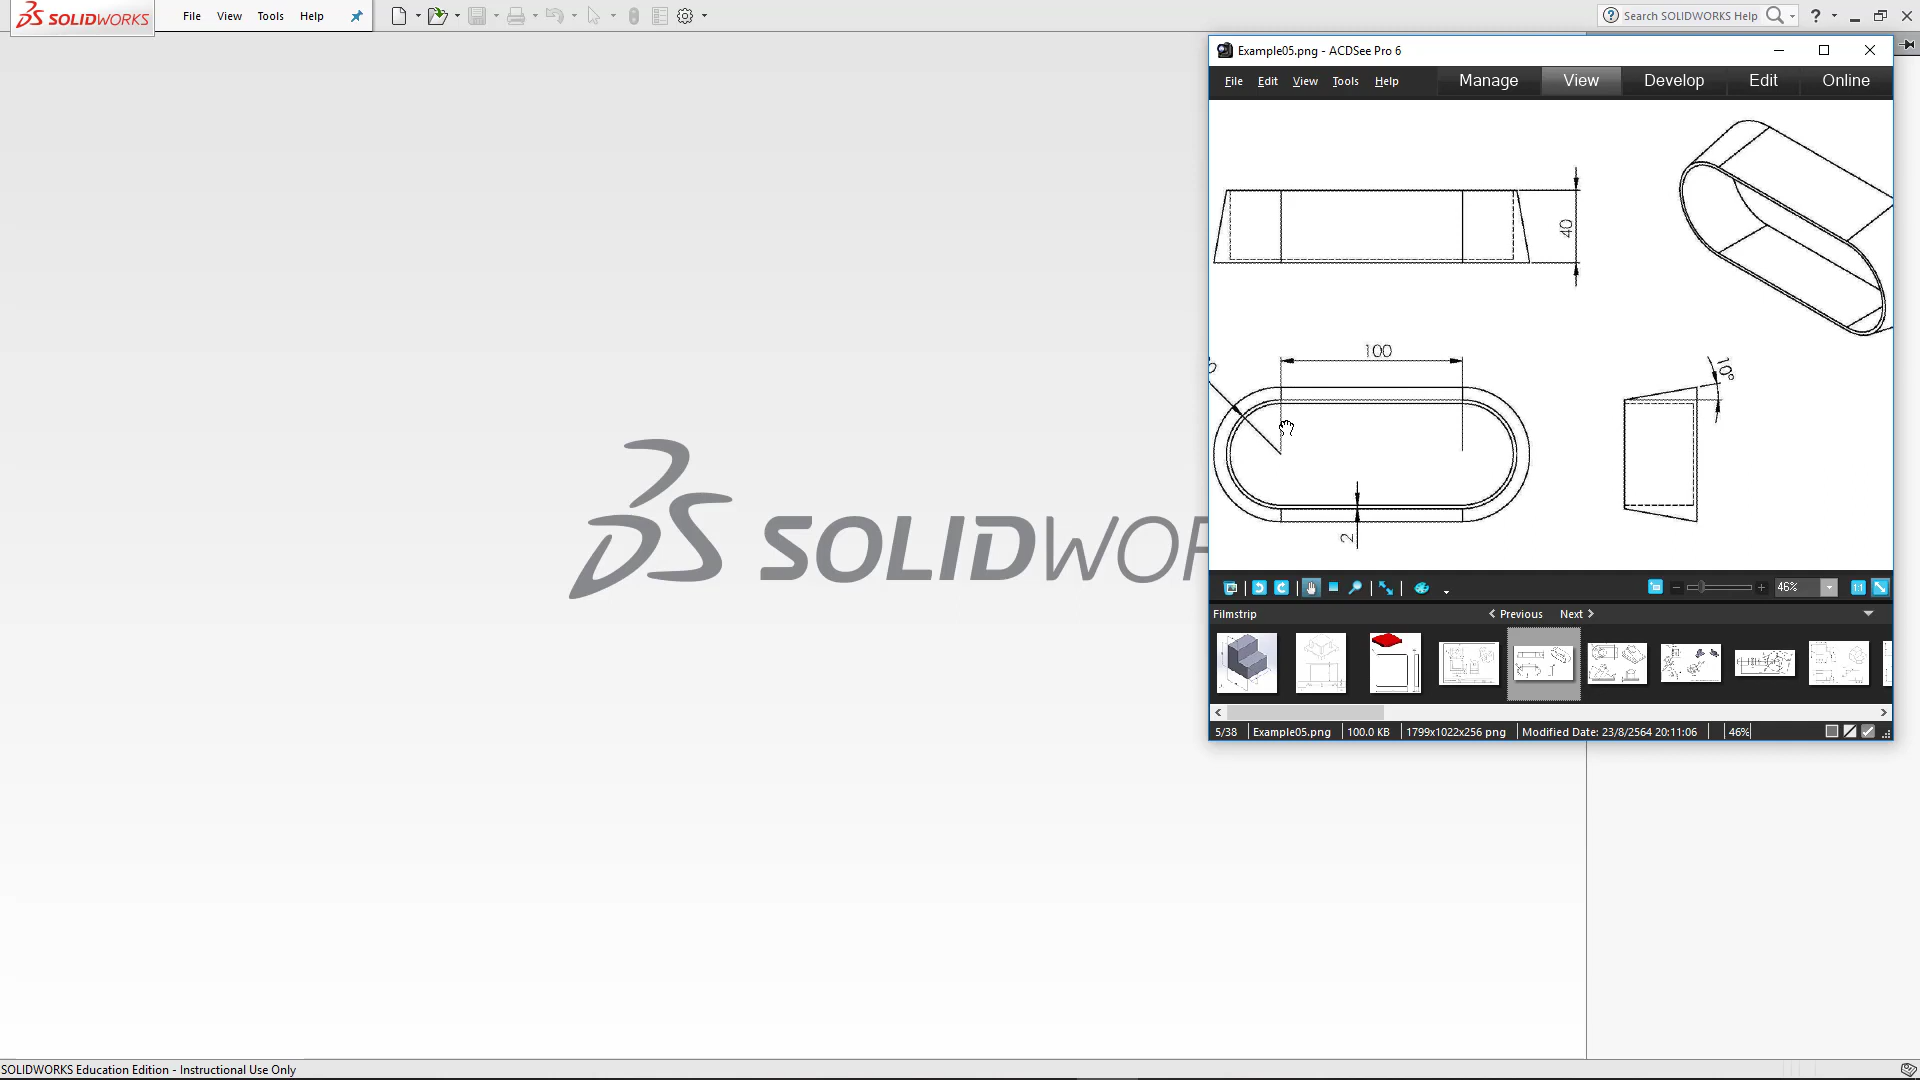 SOLIDWORKS File View Tools Help Search SOLIDWORKS Help ?
Example05.png - ACDSee Pro 6
File Edit View Tools Help Manage View Develop Edit Online
40
100
10°
2
SOLIDWOR
46%
Filmstrip Previous Next
5/38 Example05.png 100.0 KB 1799x1022x256 png Modified Date: 23/8/2564 20:11:06 46%
SOLIDWORKS Education Edition - Instructional Use Only